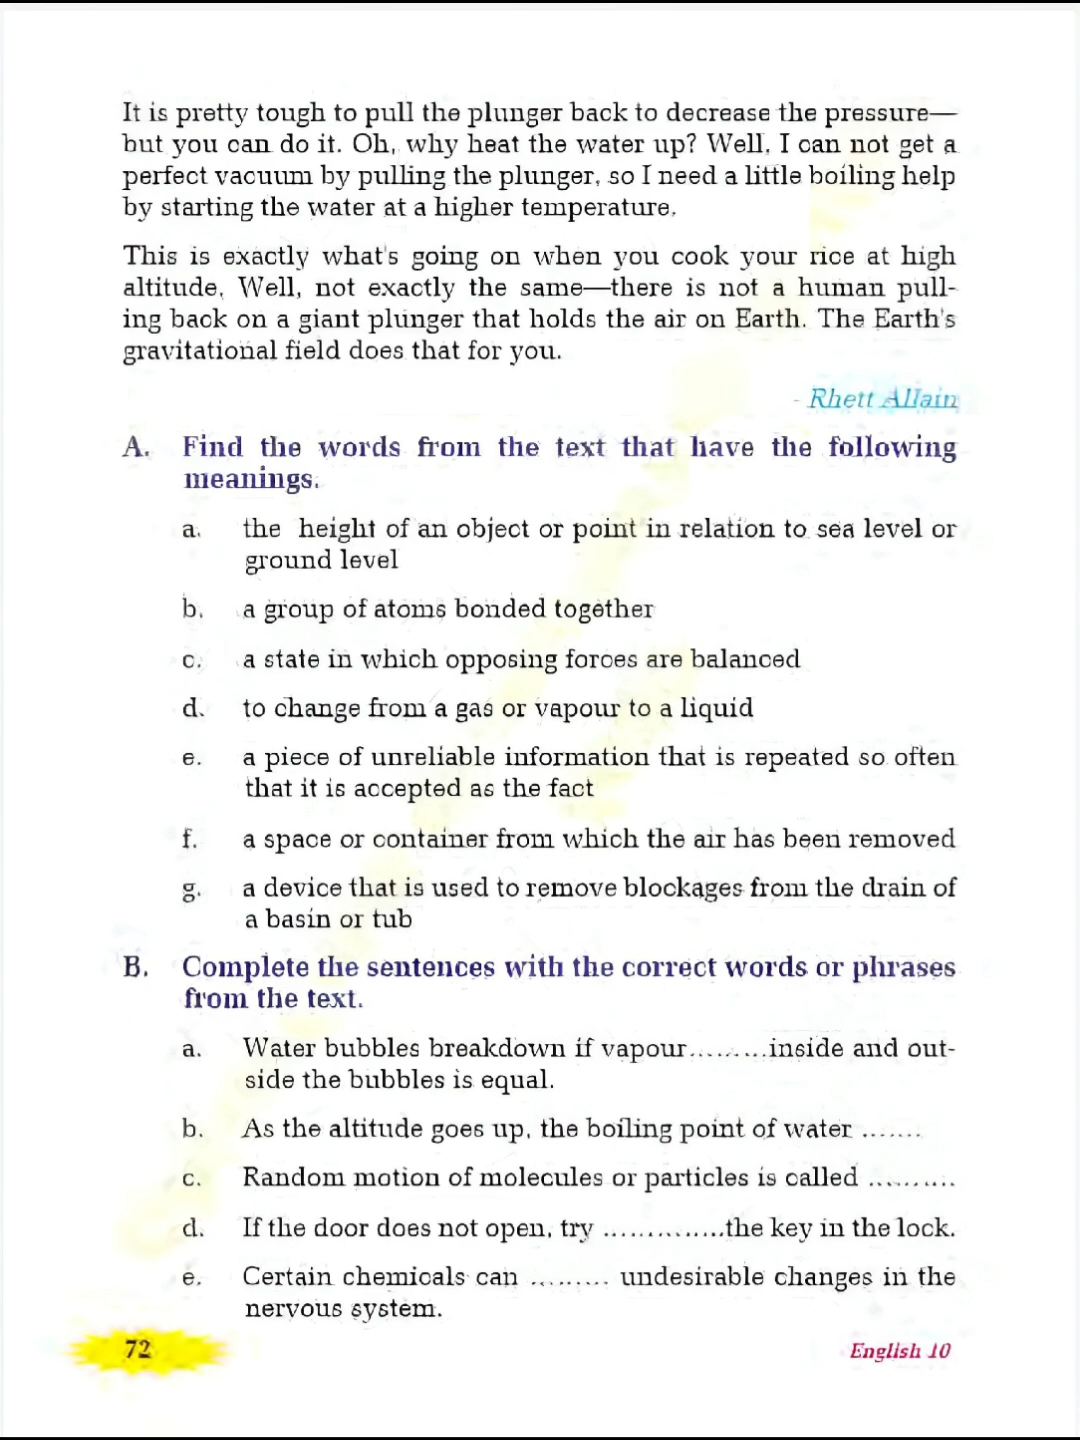 It is pretty tough to pull the plunger back to decrease the pressure—
but you can do it. Oh, why heat the water up? Well, I can not get a
perfect vacuum by pulling the plunger, so I need a little boiling help
by starting the water at a higher temperature.
This is exactly what's going on when you cook your rice at high
altitude, Well, not exactly the same—there is not a human pull-
ing back on a giant plunger that holds the air on Earth. The Earth's
gravitational field does that for you.
- Rhett Allain
A. Find the words from the text that have the following
meanings.
a. the height of an object or point in relation to sea level or
ground level
b. a group of atoms bonded together
c. a state in which opposing forces are balanced
d. to change from a gas or vapour to a liquid
e. a piece of unreliable information that is repeated so often
that it is accepted as the fact
f. a space or container from which the air has been removed
g. a device that is used to remove blockages from the drain of
a basin or tub
B. Complete the sentences with the correct words or phrases
from the text.
a. Water bubbles breakdown if vapour.........inside and out-
side the bubbles is equal.
b. As the altitude goes up, the boiling point of water .......
c. Random motion of molecules or particles is called ..........
d. If the door does not open, try ..............the key in the lock.
e. Certain chemicals can ......... undesirable changes in the
nervous system.
72
English 10